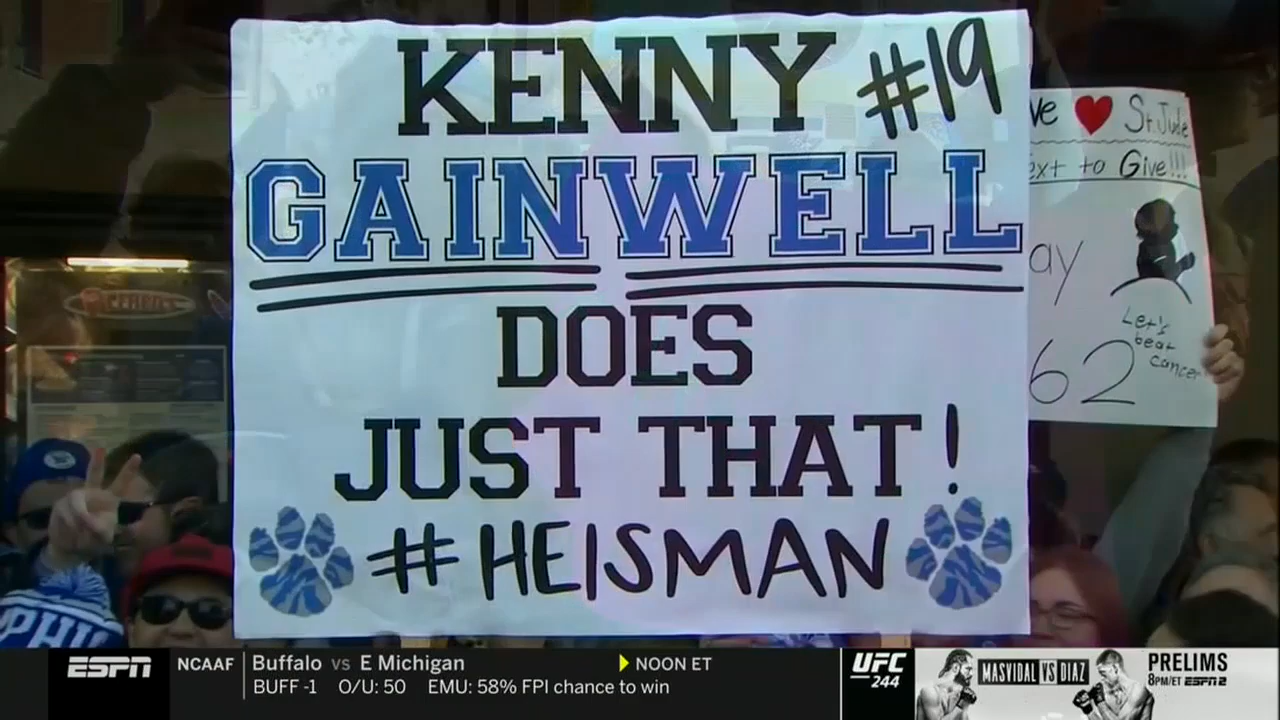 KENNY #19
GAINWELL
DOES
JUST THAT!
#HEISMAN
St. Jude
to Give!!!
62
Let's
beat
cancer
ESPN
NCAAF
Buffalo vs E Michigan
NOON ET
BUFF -1 O/U: 50 EMU: 58% FPI chance to win
UFC
244
MASVIDAL VS DIAZ
PRELIMS
8PM/ET ESPN2